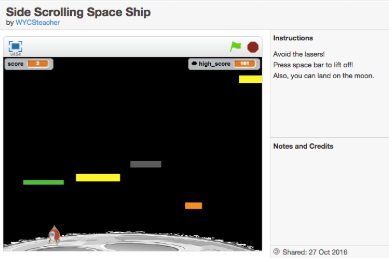 Side Scrolling Space Ship
by WYCSteacher
score 2
high_score 161
Instructions
Avoid the lasers!
Press space bar to lift off!
Also, you can land on the moon.
Notes and Credits
Shared: 27 Oct 2016